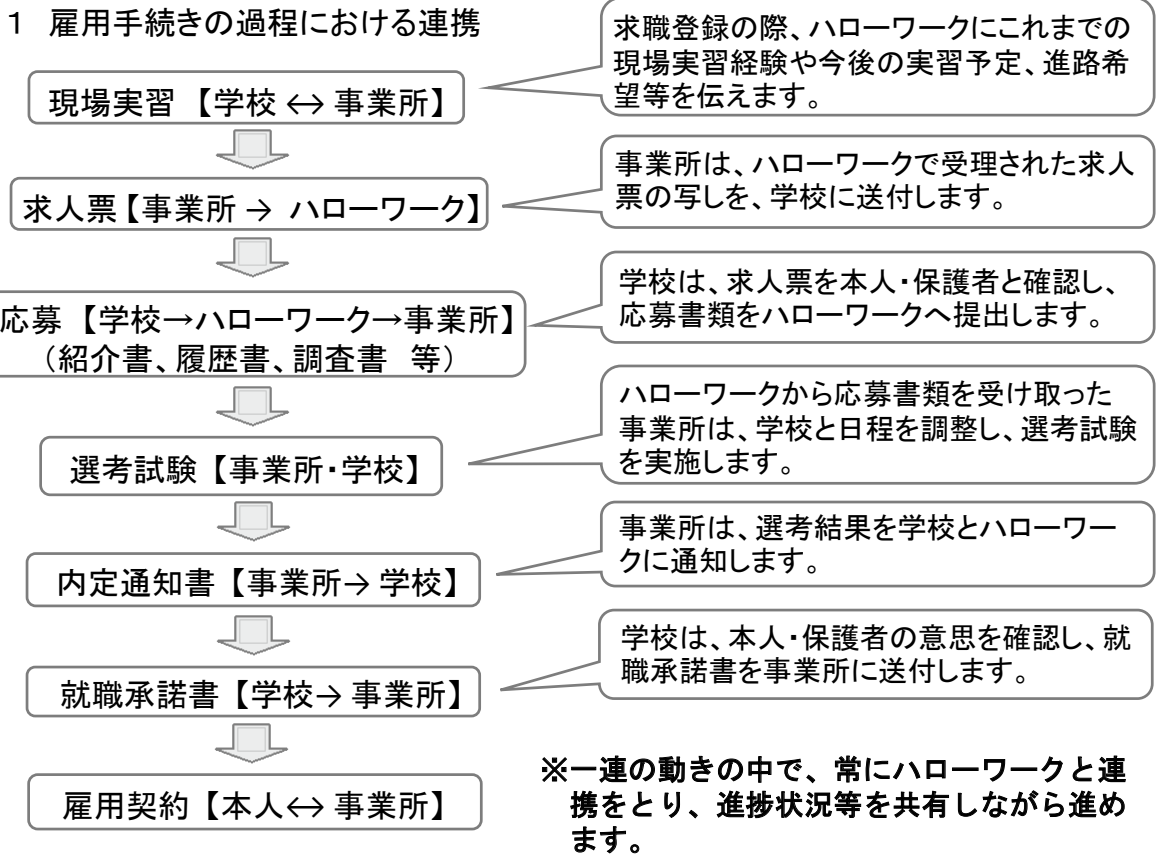 1 雇用手続きの過程における連携
現場実習 【学校 ↔ 事業所】
求職登録の際、ハローワークにこれまでの
現場実習経験や今後の実習予定、進路希
望等を伝えます。
求人票【事業所 → ハローワーク】
事業所は、ハローワークで受理された求人
票の写しを、学校に送付します。
応募 【学校→ハローワーク→事業所】
（紹介書、履歴書、調査書 等）
学校は、求人票を本人・保護者と確認し、
応募書類をハローワークへ提出します。
選考試験【事業所・学校】
ハローワークから応募書類を受け取った
事業所は、学校と日程を調整し、選考試験
を実施します。
内定通知書【事業所→ 学校】
事業所は、選考結果を学校とハローワー
クに通知します。
就職承諾書【学校→ 事業所】
学校は、本人・保護者の意思を確認し、就
職承諾書を事業所に送付します。
雇用契約【本人↔ 事業所】
※一連の動きの中で、常にハローワークと連
携をとり、進捗状況等を共有しながら進め
ます。